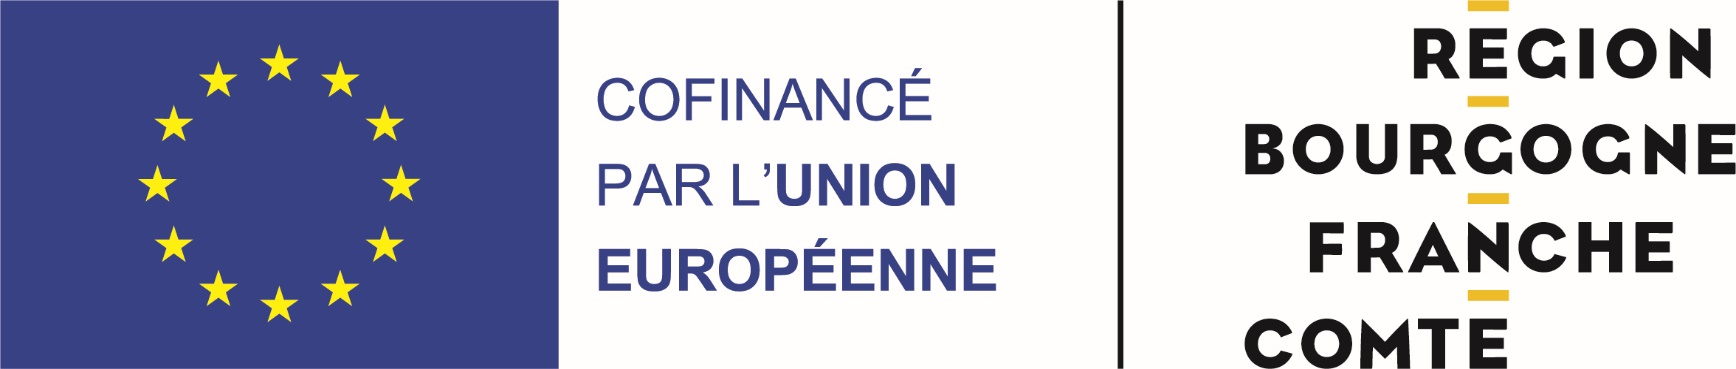 COFINANCÉ
PAR L’UNION
EUROPÉENNE
REGION
BOURGOGNE
FRANCHE
COMTE